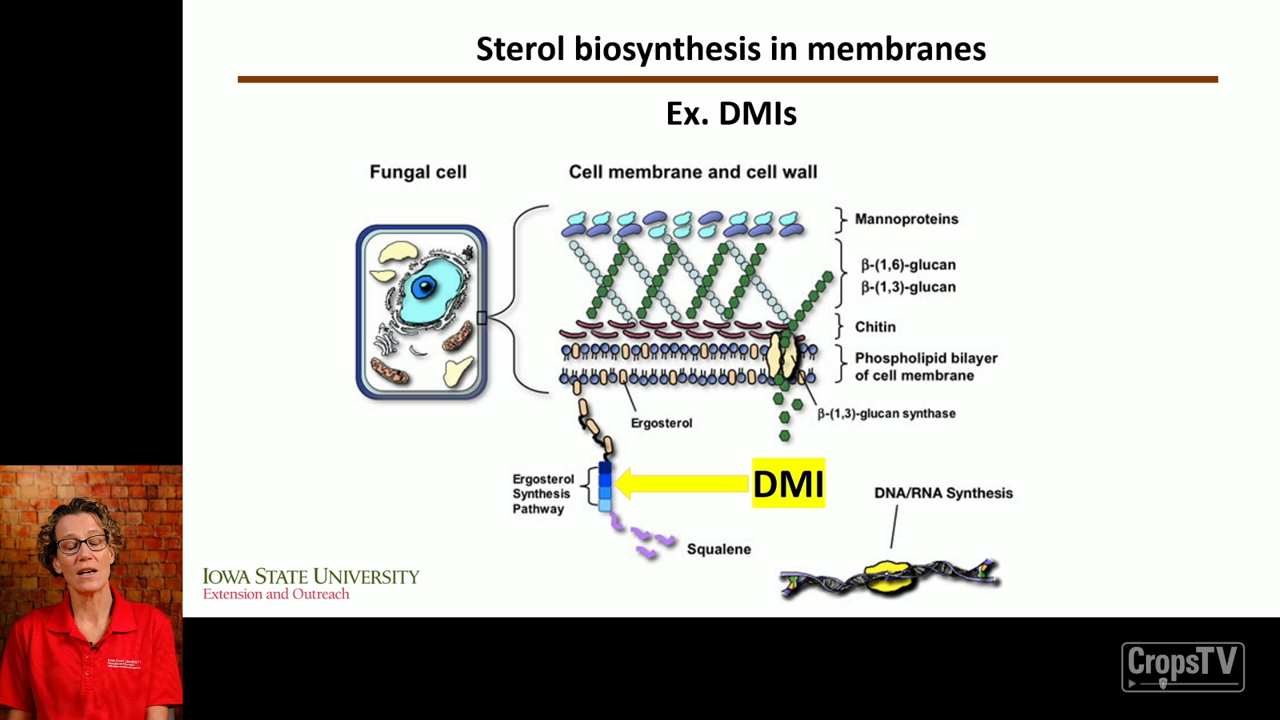 Sterol biosynthesis in membranes
Ex. DMIs
Fungal cell
Cell membrane and cell wall
Mannoproteins
β-(1,6)-glucan
β-(1,3)-glucan
Chitin
Phospholipid bilayer
of cell membrane
β-(1,3)-glucan synthase
Ergosterol
Ergosterol
Synthesis
Pathway
DMI
DNA/RNA Synthesis
Squalene
IOWA STATE UNIVERSITY
Extension and Outreach
CropsTV